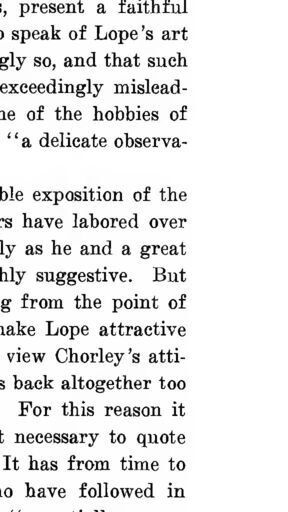 s, present a faithful
o speak of Lope's art
gly so, and that such
exceedingly mislead-
ne of the hobbies of
"a delicate observa-
ble exposition of the
rs have labored over
ly as he and a great
hly suggestive. But
g from the point of
nake Lope attractive
view Chorley's atti-
s back altogether too
For this reason it
t necessary to quote
It has from time to
no have followed in